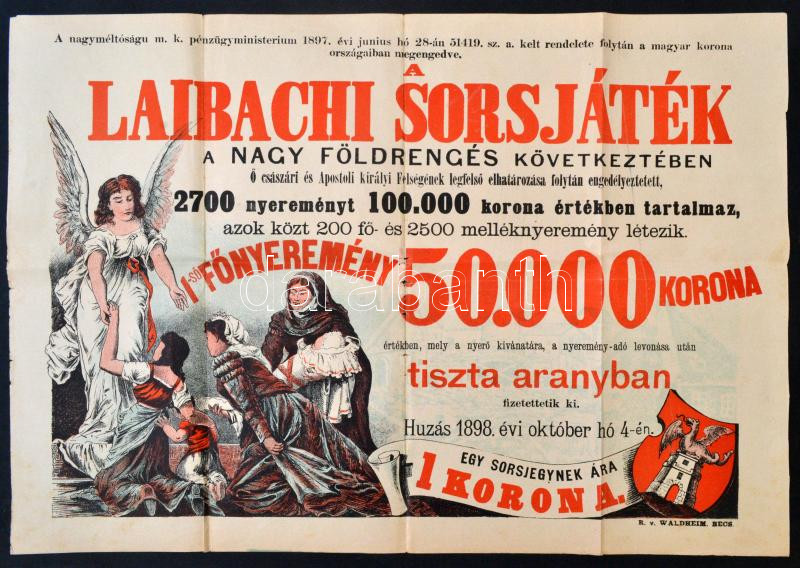 A nagyméltóságu m. k. pénzügyministerium 1897. évi junius hó 28-án 51419. sz. a. kelt rendelete folytán a magyar korona
országaiban megengedve.
A
LAIBACHI SORSJÁTÉK
A NAGY FÖLDRENGÉS KÖVETKEZTÉBEN
Ő császári és Apostoli királyi Felségének legfelső elhatározása folytán engedélyeztetett,
2700 nyereményt 100.000 korona értékben tartalmaz,
azok közt 200 fő- és 2500 melléknyeremény létezik.
1-ső FŐNYEREMÉNY 50.000 KORONA
darabanth
értékben, mely a nyerő kivánatára, a nyeremény-adó levonása után
tiszta aranyban
fizetettetik ki.
Huzás 1898. évi október hó 4-én.
EGY SORSJEGYNEK ÁRA
1 KORONA.
R. v. WALDHEIM, BECS.